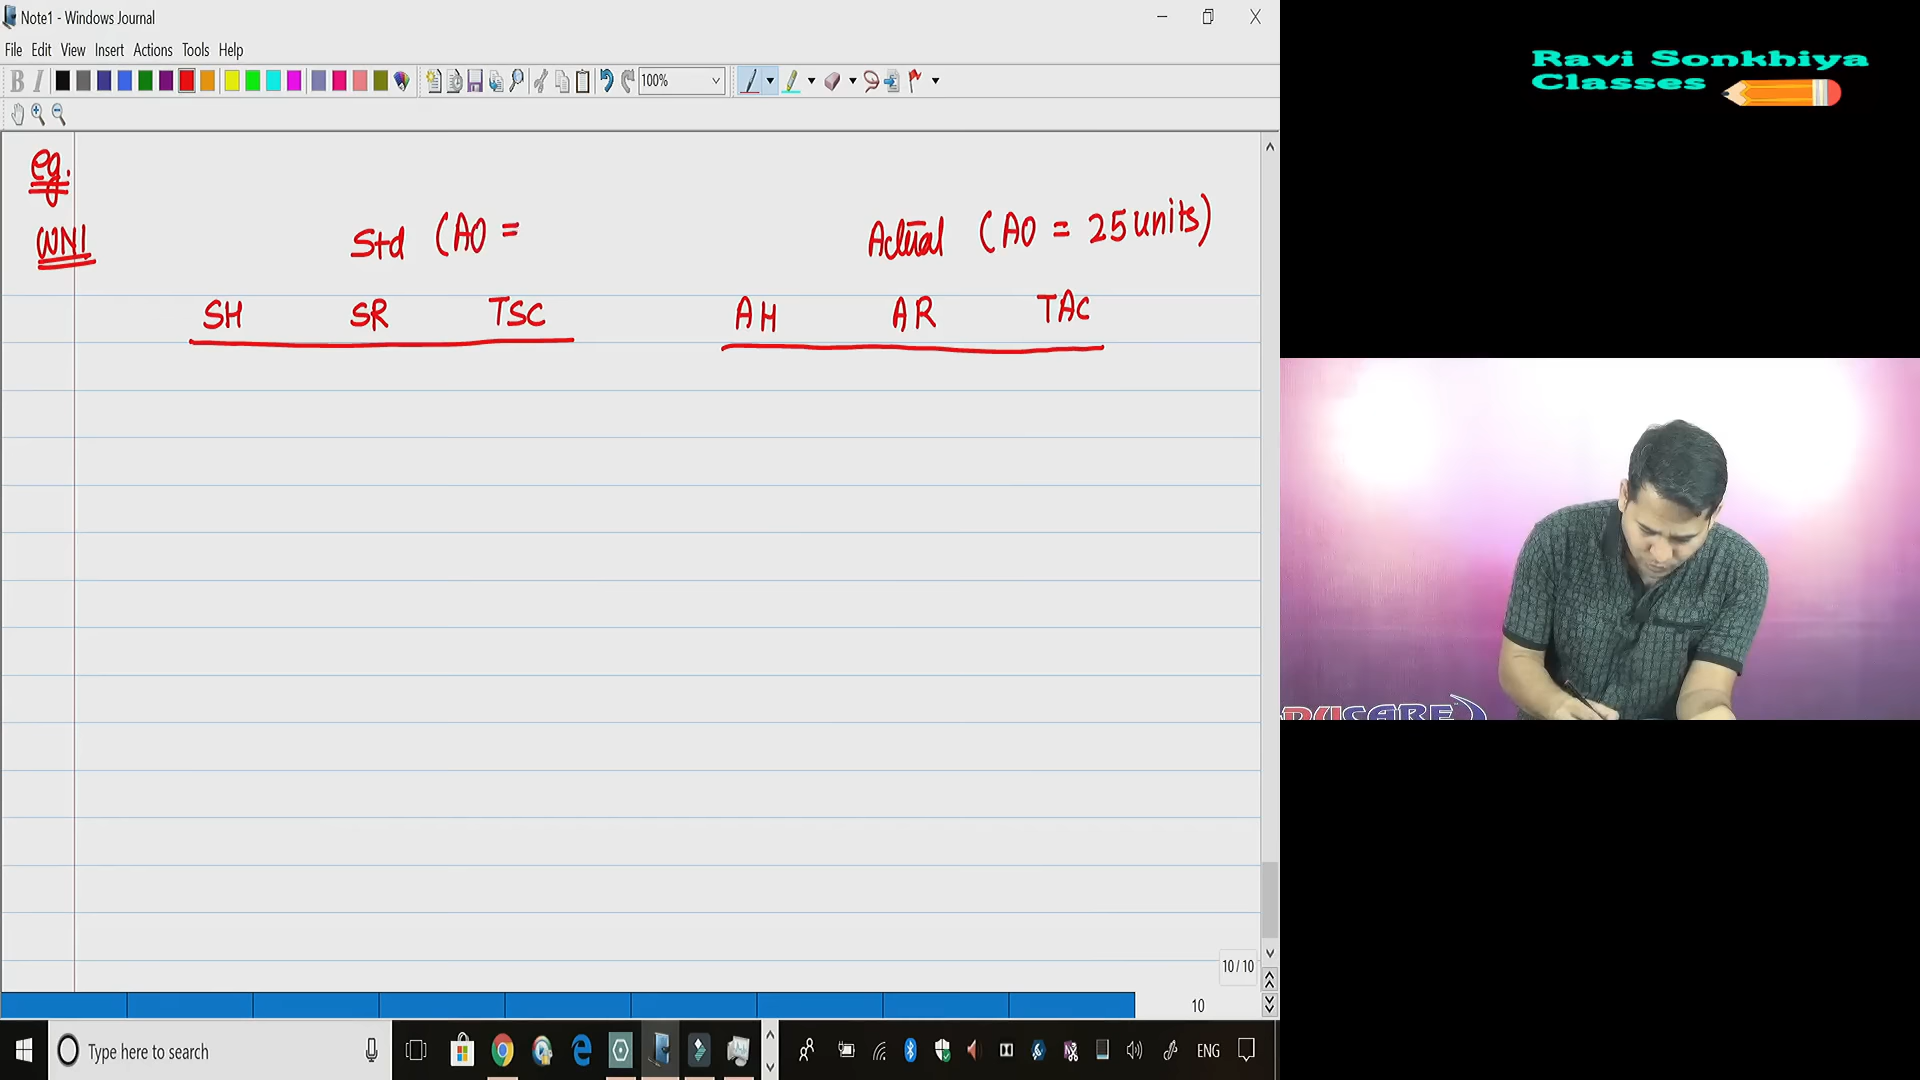 Note1 - Windows Journal
File Edit View Insert Actions Tools Help
B I 100%
Ravi Sonkhiya
Classes
eg.
WN1
Std (AO =
Actual (AO = 25 units)
SH SR TSC
AH AR TAC
10 / 10
10
Type here to search
ENG